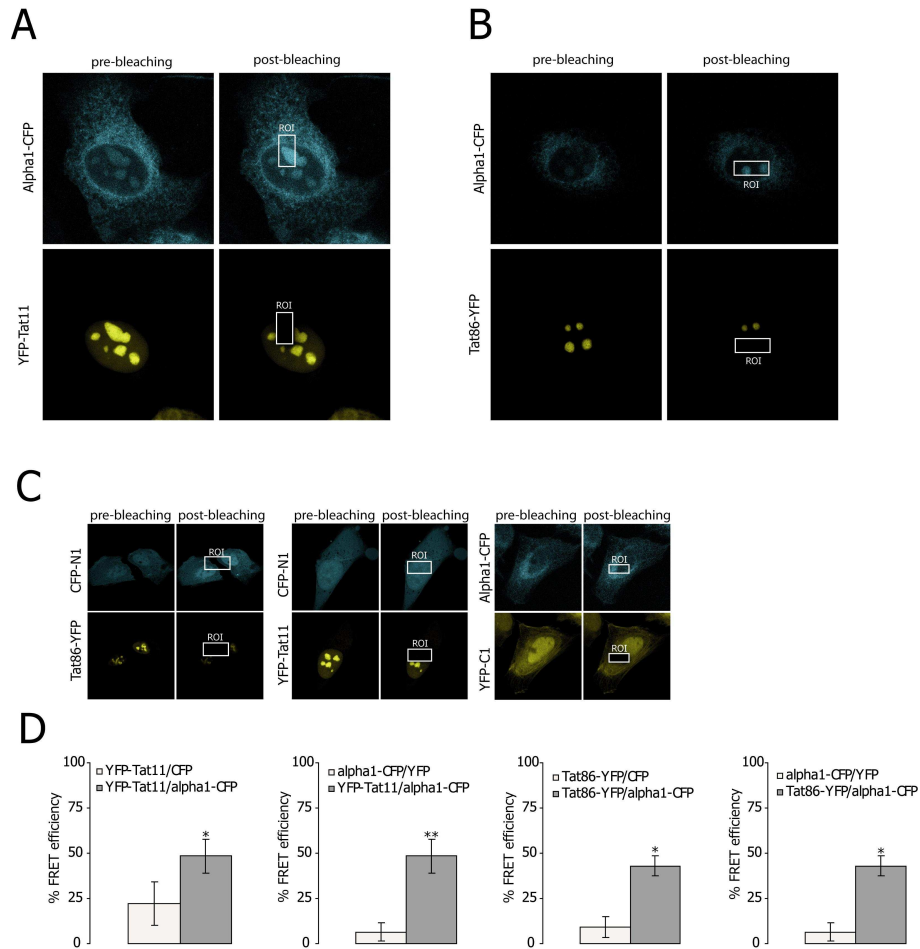 A
pre-bleaching post-bleaching
Alpha1-CFP
ROI
YFP-Tat11
ROI
B
pre-bleaching post-bleaching
Alpha1-CFP
ROI
Tat86-YFP
ROI
C
pre-bleaching post-bleaching
CFP-N1
ROI
Tat86-YFP
ROI
pre-bleaching post-bleaching
CFP-N1
ROI
YFP-Tat11
ROI
pre-bleaching post-bleaching
Alpha1-CFP
ROI
YFP-C1
ROI
D
% FRET efficiency
100
75
50
25
0
YFP-Tat11/CFP
YFP-Tat11/alpha1-CFP
*
% FRET efficiency
100
75
50
25
0
alpha1-CFP/YFP
YFP-Tat11/alpha1-CFP
**
% FRET efficiency
100
75
50
25
0
Tat86-YFP/CFP
Tat86-YFP/alpha1-CFP
*
% FRET efficiency
100
75
50
25
0
alpha1-CFP/YFP
Tat86-YFP/alpha1-CFP
*